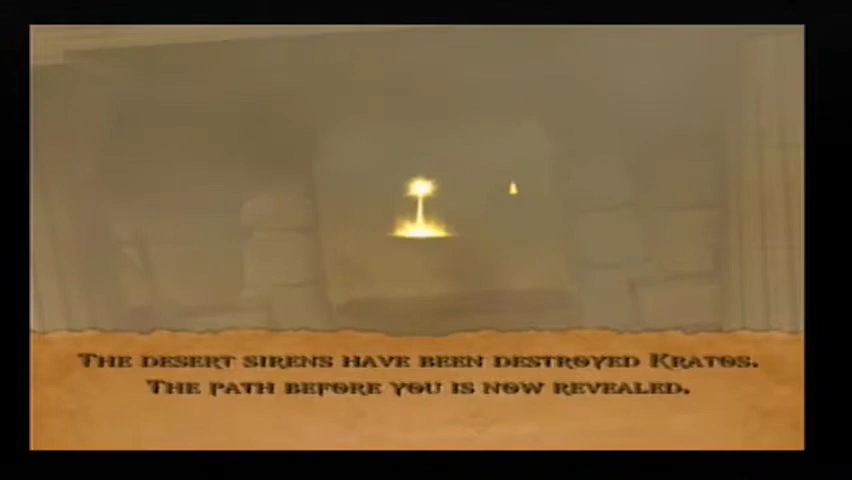 The desert sirens have been destroyed Kratos.
The path before you is now revealed.